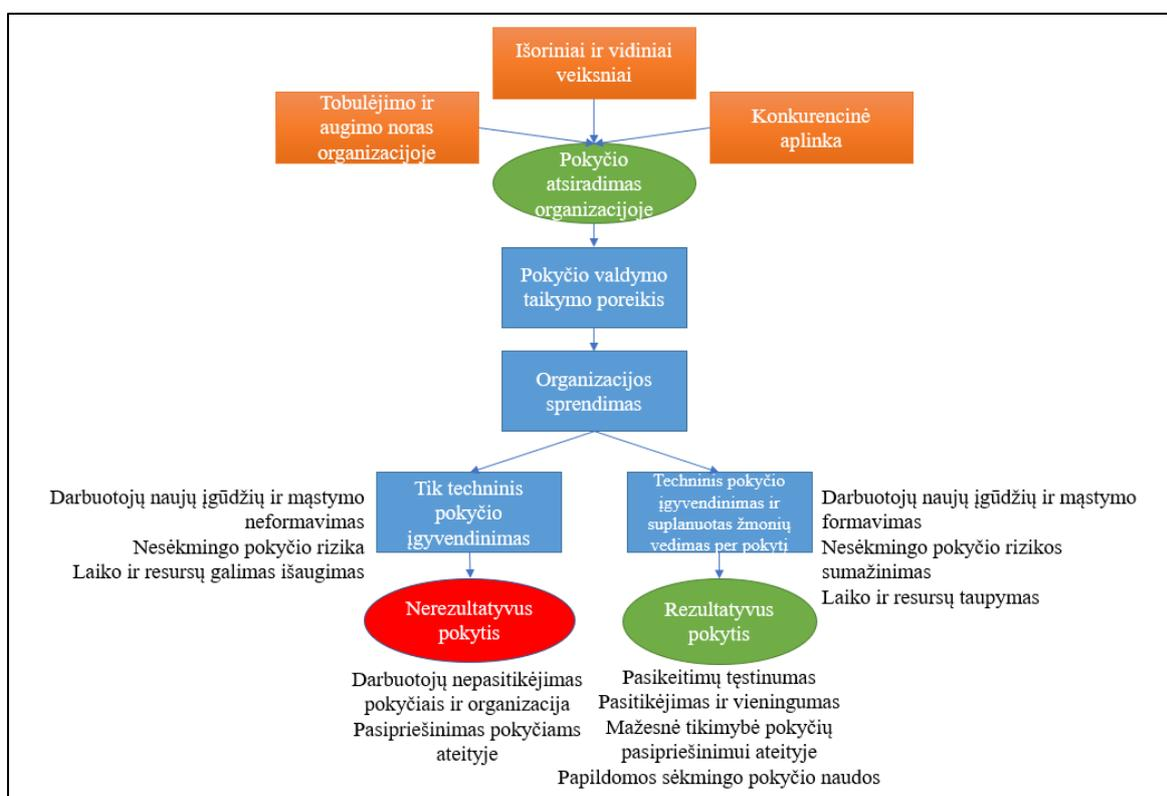 Išoriniai ir vidiniai
veiksniai
Tobulėjimo ir
augimo noras
organizacijoje
Konkurencinė
aplinka
Pokyčio
atsiradimas
organizacijoje
Pokyčio valdymo
taikymo poreikis
Organizacijos
sprendimas
Darbuotojų naujų įgūdžių ir mąstymo
neformavimas
Nesėkmingo pokyčio rizika
Laiko ir resursų galimas išaugimas
Tik techninis
pokyčio
įgyvendinimas
Techninis pokyčio
įgyvendinimas ir
suplanuotas žmonių
vedimas per pokytį
Darbuotojų naujų įgūdžių ir mąstymo
formavimas
Nesėkmingo pokyčio rizikos
sumažinimas
Laiko ir resursų taupymas
Nerezultatyvus
pokytis
Rezultatyvus
pokytis
Darbuotojų nepasitikėjimas
pokyčiais ir organizacija
Pasipriešinimas pokyčiams
ateityje
Pasikeitimų tęstinumas
Pasitikėjimas ir vieningumas
Mažesnė tikimybė pokyčių
pasipriešinimui ateityje
Papildomos sėkmingo pokyčio naudos